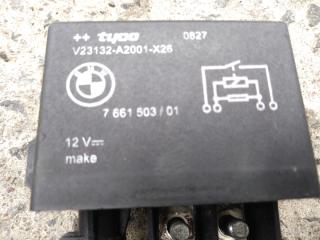 ++ tyco 0827
V23132-A2001-X26
7 661 503 / 01
12 V⎓
make